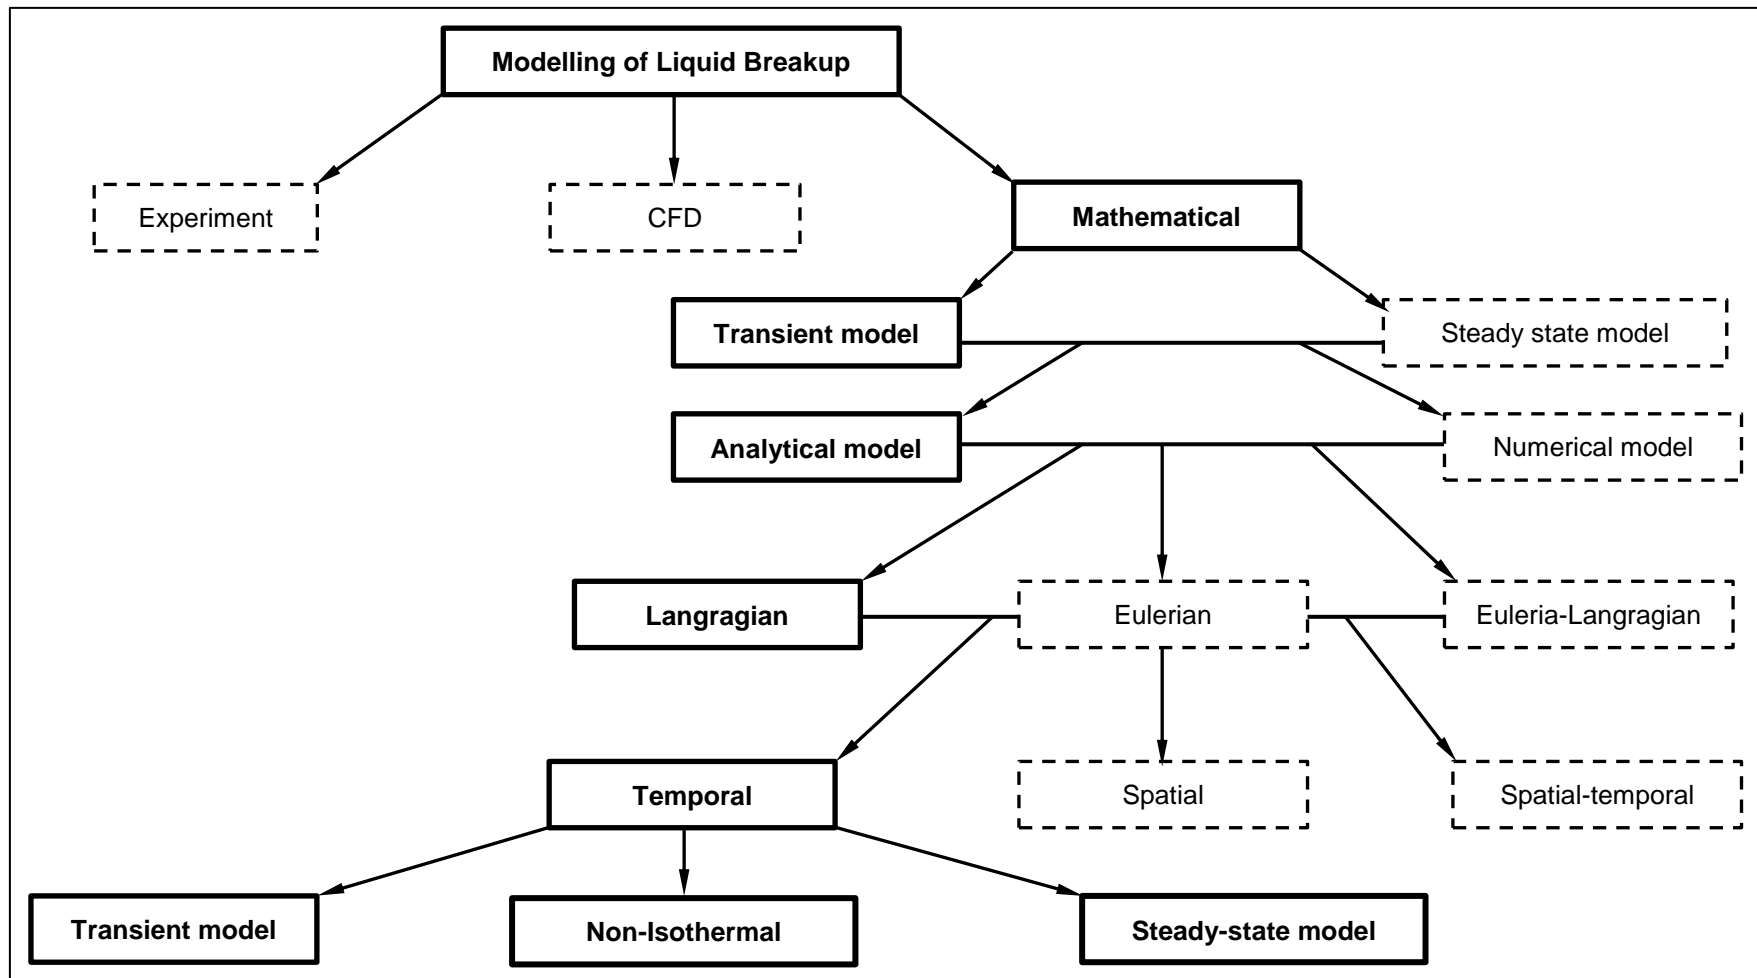 Modelling of Liquid Breakup
Experiment
CFD
Mathematical
Transient model
Steady state model
Analytical model
Numerical model
Langragian
Eulerian
Euleria-Langragian
Temporal
Spatial
Spatial-temporal
Transient model
Non-Isothermal
Steady-state model